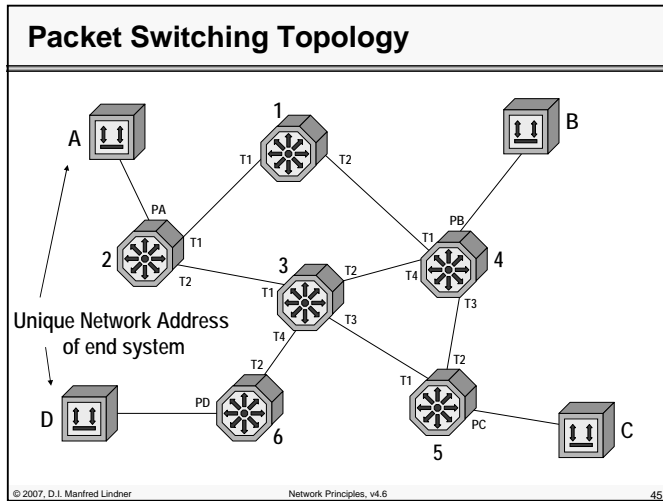 Packet Switching Topology
A
1
B
T1
T2
PA
PB
T1
T1
2
3
T2
4
T2
T4
T1
T3
Unique Network Address
of end system
T4
T3
T2
T2
T1
D
PD
PC
C
6
5
© 2007, D.I. Manfred Lindner
Network Principles, v4.6
45